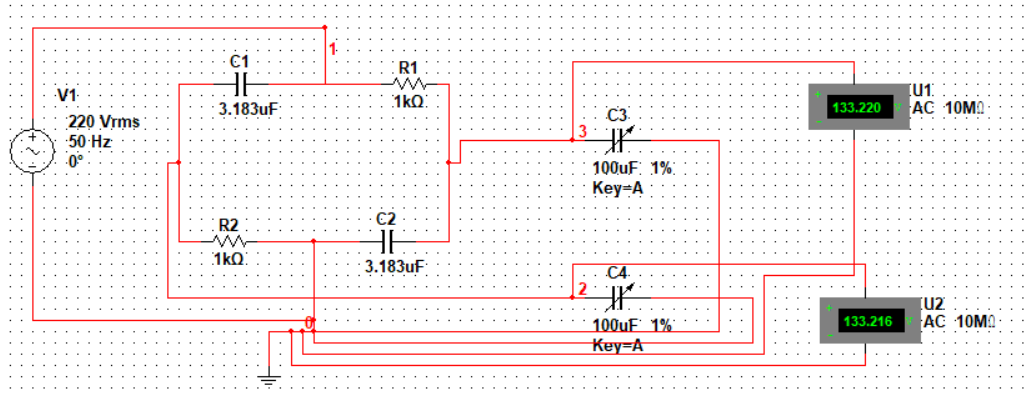 1
C1
3.183uF
R1
1kΩ
V1
220 Vrms
50 Hz
0°
C3
3
100uF 1%
Key=A
U1
133.220
AC 10MΩ
R2
1kΩ
C2
3.183uF
C4
2
100uF 1%
Key=A
0
U2
133.216
AC 10MΩ